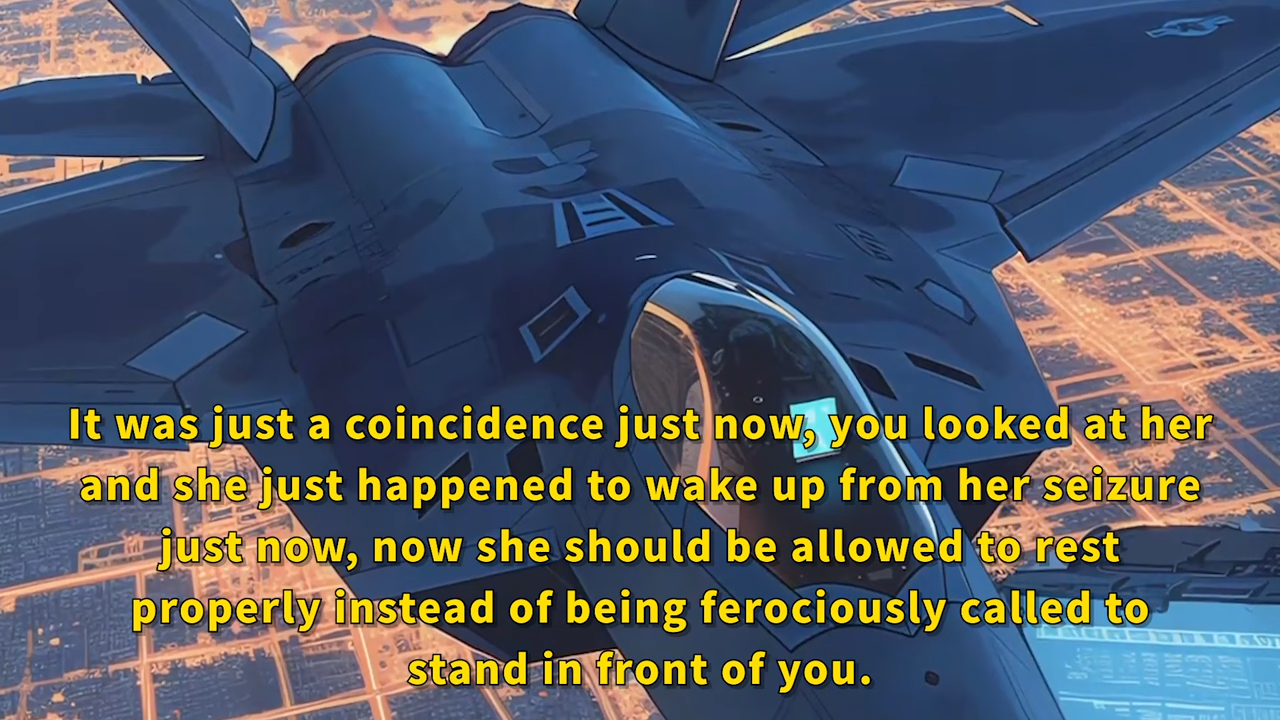 It was just a coincidence just now, you looked at her
and she just happened to wake up from her seizure
just now, now she should be allowed to rest
properly instead of being ferociously called to
stand in front of you.